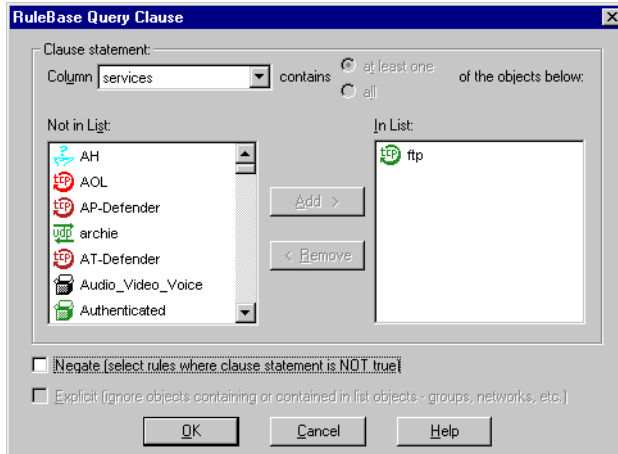 RuleBase Query Clause
Clause statement:
Column services contains at least one of the objects below:
all
Not in List: In List:
AH
AOL
AP-Defender
archie
AT-Defender
Audio_Video_Voice
Authenticated
tcp ftp
Add >
< Remove
Negate (select rules where clause statement is NOT true)
Explicit (ignore objects containing or contained in list objects - groups, networks, etc.)
OK Cancel Help